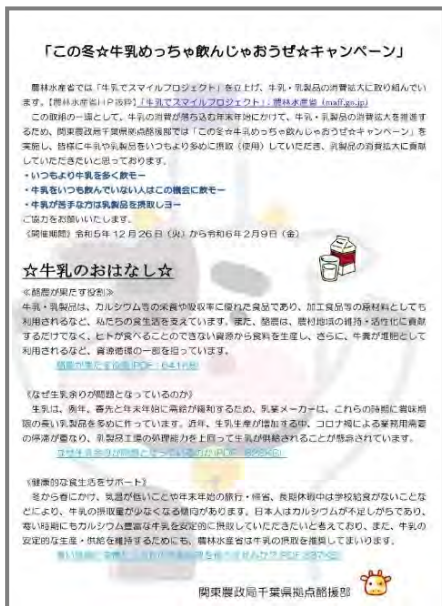 「この冬☆牛乳めっちゃ飲んじゃおうぜ☆キャンペーン」
農林水産省では「牛乳でスマイルプロジェクト」を立上げ、牛乳・乳製品の消費拡大に取り組んでい
ます。【農林水産省HP抜粋】「牛乳でスマイルプロジェクト」：農林水産省 (maff.go.jp)
この取組の一環として、牛乳の消費が落ち込む年末年始にかけて、牛乳・乳製品の消費拡大を推進す
るため、関東農政局千葉県拠点酪援部では「この冬☆牛乳めっちゃ飲んじゃおうぜ☆キャンペーン」を
実施し、皆様に牛乳や乳製品をいつもより多めに摂取（使用）していただき、乳製品の消費拡大に貢献
していただきたいと思っております。
・いつもより牛乳を多く飲モー
・牛乳をいつも飲んでいない人はこの機会に飲モー
・牛乳が苦手な方は乳製品を摂取しヨー
ご協力をお願いいたします。
《開催期間》令和5年12月26日（火）から令和6年2月9日（金）
☆牛乳のおはなし☆
≪酪農が果たす役割≫
牛乳・乳製品は、カルシウム等の栄養や吸収率に優れた食品であり、加工食品等の原材料としても
利用されるなど、私たちの食生活を支えています。また、酪農は、農村地域の維持・活性化に貢献
するだけでなく、ヒトが食べることのできない資源から食料を生産し、さらに、牛糞が堆肥として
利用されるなど、資源循環の一部を担っています。
酪農が果たす役割(PDF：641KB)
《なぜ生乳余りが問題となっているのか》
生乳は、例年、春先と年末年始に需給が緩和するため、乳業メーカーは、これらの時期に賞味期
限の長い乳製品を多めに作っています。近年、生乳生産が増加する中、コロナ禍による業務用需要
の停滞が重なり、乳製品工場の処理能力を上回って生乳が供給されることが懸念されています。
なぜ生乳余りが問題となっているのか(PDF：
《健康的な食生活をサポート》
冬から春にかけ、気温が低いことや年末年始の旅行・帰省、長期休暇中は学校給食がないことな
どにより、牛乳の摂取量が少なくなる傾向があります。日本人はカルシウムが不足しがちであり、
寒い時期にもカルシウム豊富な牛乳を安定的に摂取していただきたいと考えており、また、牛乳の
安定的な生産・供給を維持するためにも、農林水産省は牛乳の摂取を推奨してまいります。
関東農政局千葉県拠点酪援部